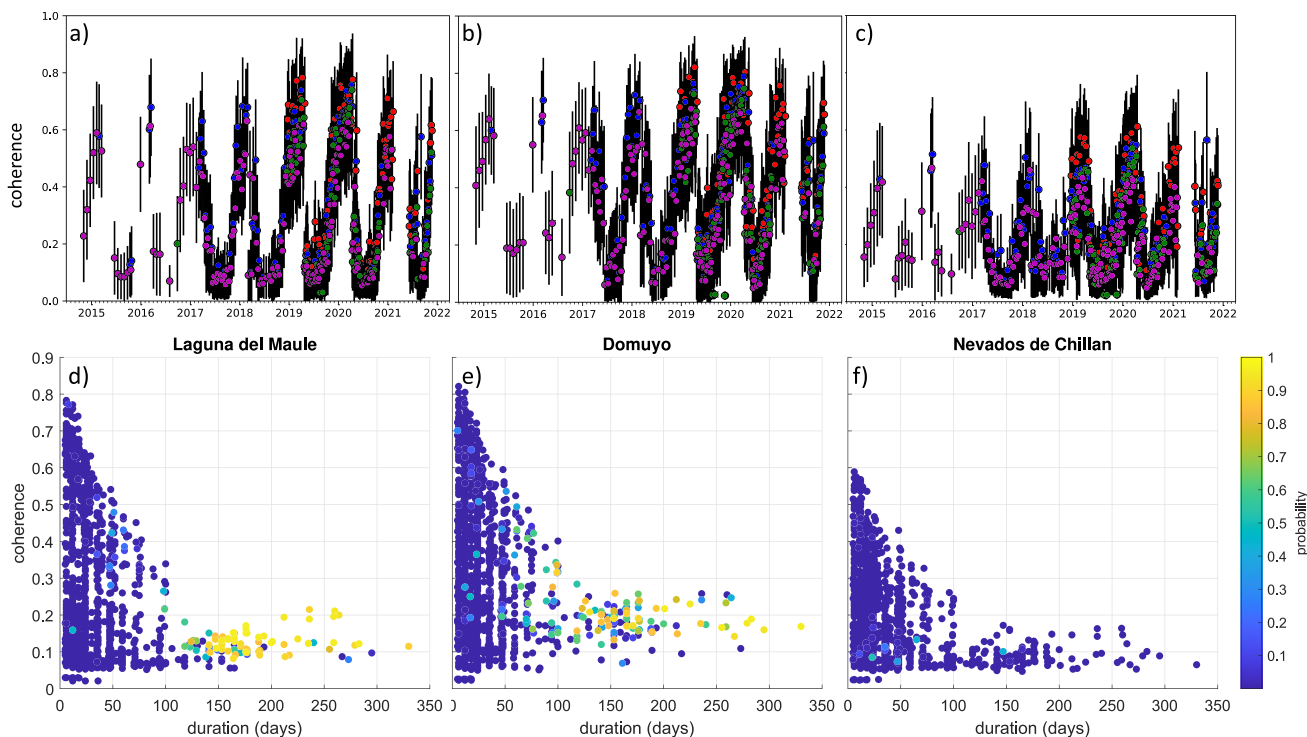 a) b) c)
1.0
0.8
0.6
0.4
0.2
0.0
coherence
2015 2016 2017 2018 2019 2020 2021 2022 2015 2016 2017 2018 2019 2020 2021 2022 2015 2016 2017 2018 2019 2020 2021 2022
Laguna del Maule Domuyo Nevados de Chillan
d) e) f)
0.9
0.8
0.7
0.6
0.5
0.4
0.3
0.2
0.1
0
coherence
0 50 100 150 200 250 300 350 0 50 100 150 200 250 300 350 0 50 100 150 200 250 300 350
duration (days) duration (days) duration (days)
1
0.9
0.8
0.7
0.6
0.5
0.4
0.3
0.2
0.1
probability